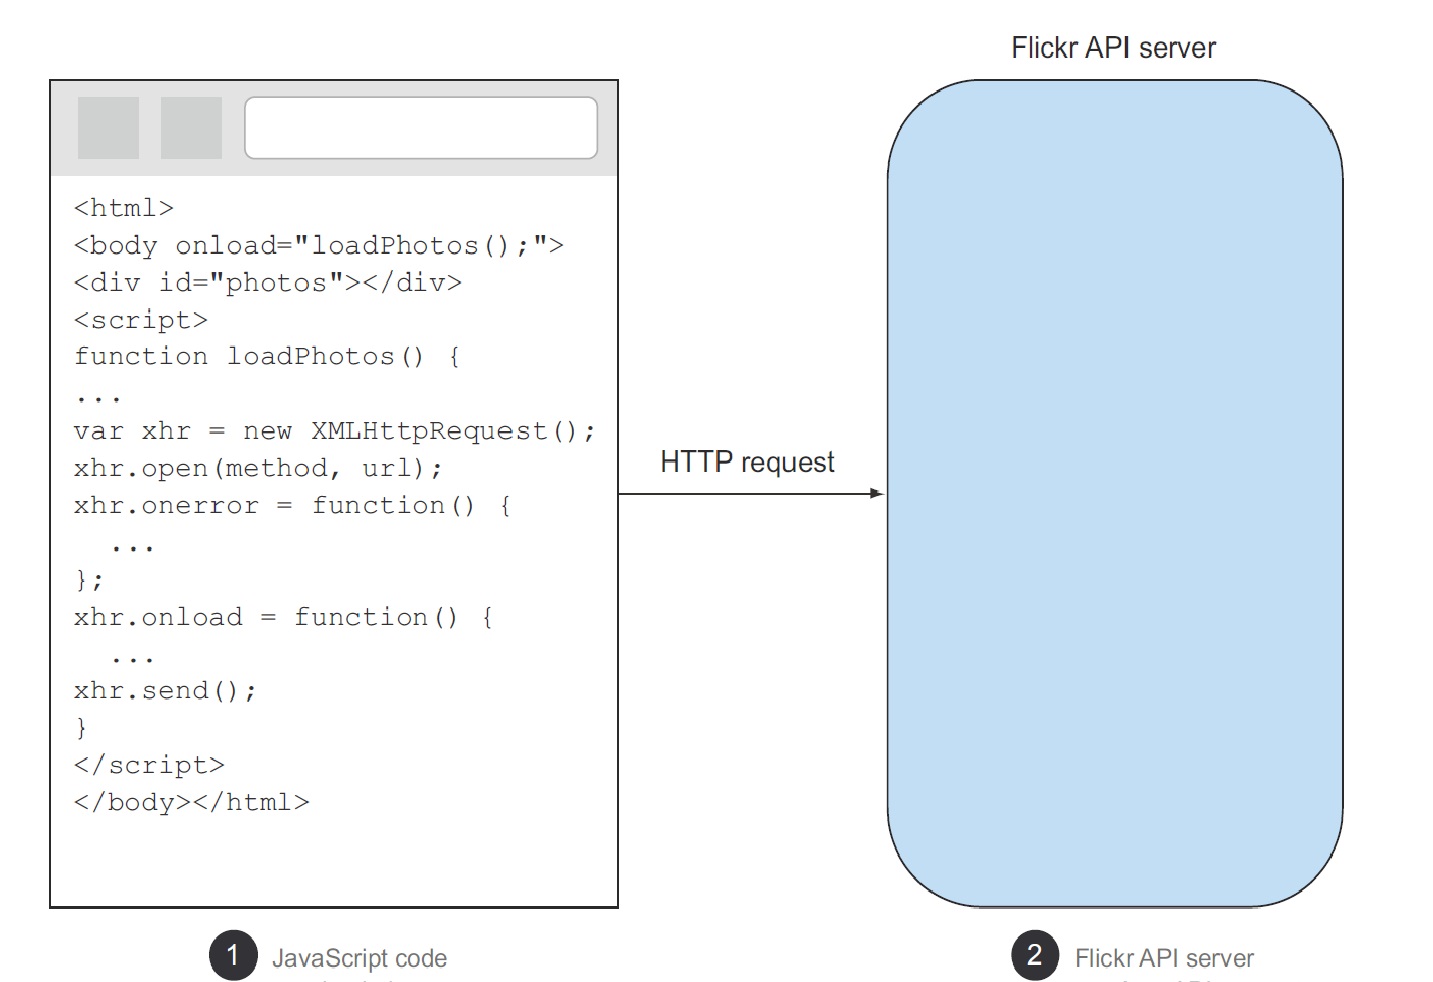 Flickr API server
<html>
<body onload="loadPhotos();">
<div id="photos"></div>
<script>
function loadPhotos() {
...
var xhr = new XMLHttpRequest();
xhr.open(method, url);
xhr.onerror = function() {
...
};
xhr.onload = function() {
...
xhr.send();
}
</script>
</body></html>
HTTP request
1 JavaScript code
2 Flickr API server